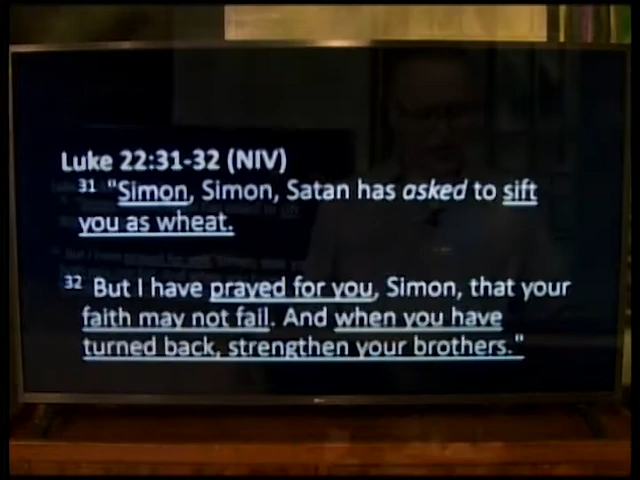 Luke 22:31-32 (NIV)
31 "Simon, Simon, Satan has asked to sift
you as wheat.
32 But I have prayed for you, Simon, that your
faith may not fail. And when you have
turned back, strengthen your brothers."